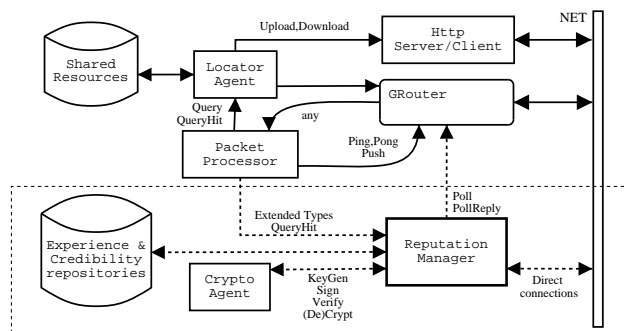 Upload,Download
Http
Server/Client
NET
Shared
Resources
Locator
Agent
GRouter
Query
QueryHit
any
Packet
Processor
Ping,Pong
Push
Poll
PollReply
Extended Types
QueryHit
Experience &
Credibility
repositories
Reputation
Manager
Crypto
Agent
KeyGen
Sign
Verify
(De)Crypt
Direct
connections